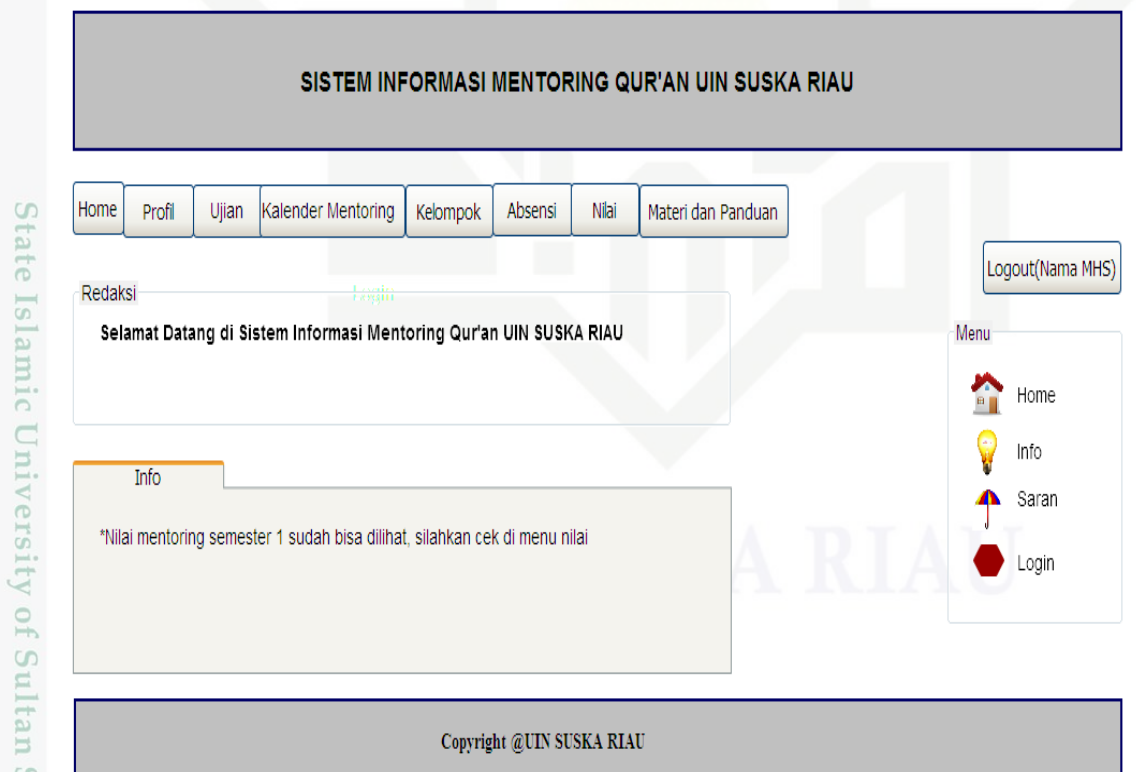 SISTEM INFORMASI MENTORING QUR'AN UIN SUSKA RIAU
Home Profil Ujian Kalender Mentoring Kelompok Absensi Nilai Materi dan Panduan
Logout(Nama MHS)
Redaksi
Login
Selamat Datang di Sistem Informasi Mentoring Qur'an UIN SUSKA RIAU
Menu
Home
Info
Saran
Login
Info
*Nilai mentoring semester 1 sudah bisa dilihat, silahkan cek di menu nilai
A RIAU
Copyright @UIN SUSKA RIAU
State Islamic University of Sultan